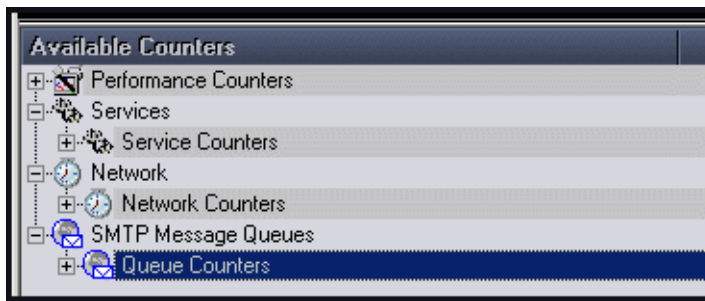 Available Counters
Performance Counters
Services
Service Counters
Network
Network Counters
SMTP Message Queues
Queue Counters